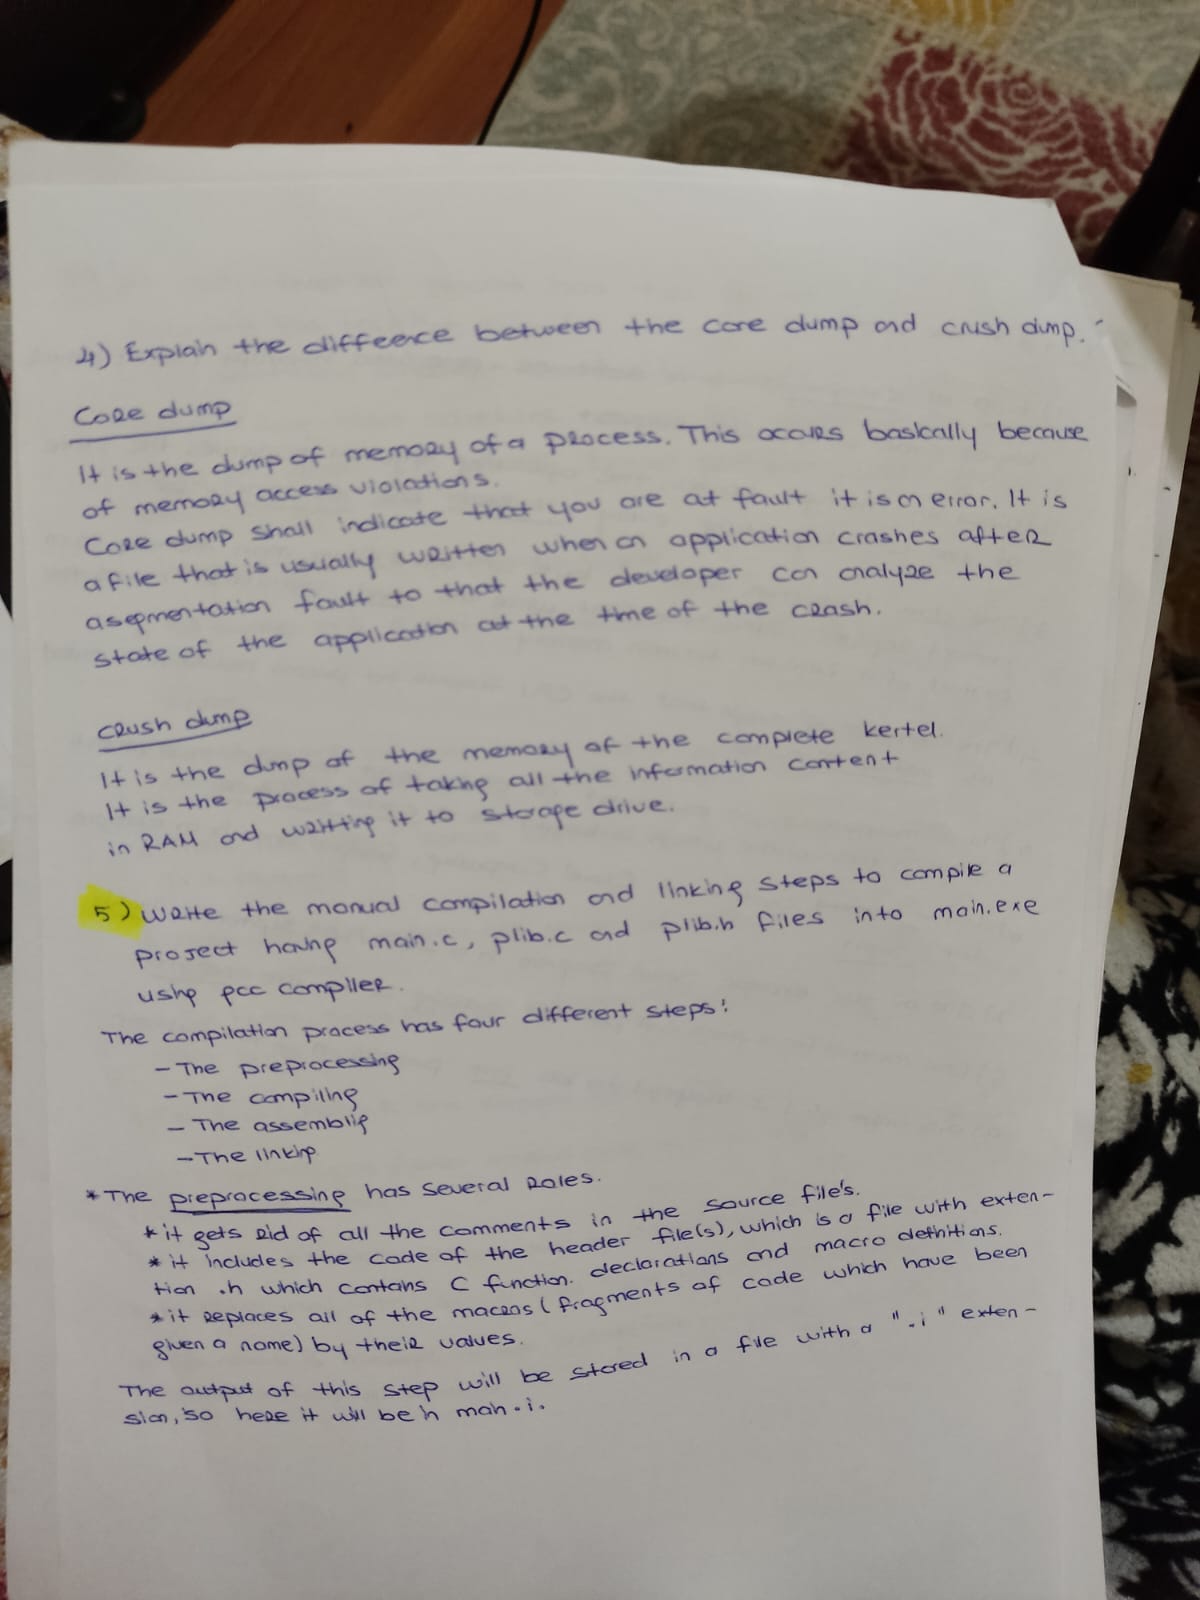 4) Explain the diffeence between the core dump and crush dump.
Core dump
It is the dump of memory of a process. This occurs basically because
of memory access violations.
Core dump shall indicate that you are at fault it is an error. It is
a file that is usually written when an application crashes after
a segmentation fault to that the developer can analyze the
state of the application at the time of the crash.
crush dump
It is the dump of the memory of the complete kertel.
It is the process of taking all the information content
in RAM and writting it to storage drive.
5) Write the manual compilation and linking steps to compile a
project having main.c, plib.c and plib.h files into main.exe
using gcc compiler.
The compilation process has four different steps:
- The preprocessing
- The compiling
- The assemblig
- The linking
* The preprocessing has several roles.
* it gets rid of all the comments in the source file's.
* it includes the code of the header file(s), which is a file with exten-
tion .h which contains C function. declarations and macro definitions.
* it replaces all of the macros (fragments of code which have been
given a name) by their values.
The output of this step will be stored in a file with a ".i" exten-
sion, so here it will be in main.i.